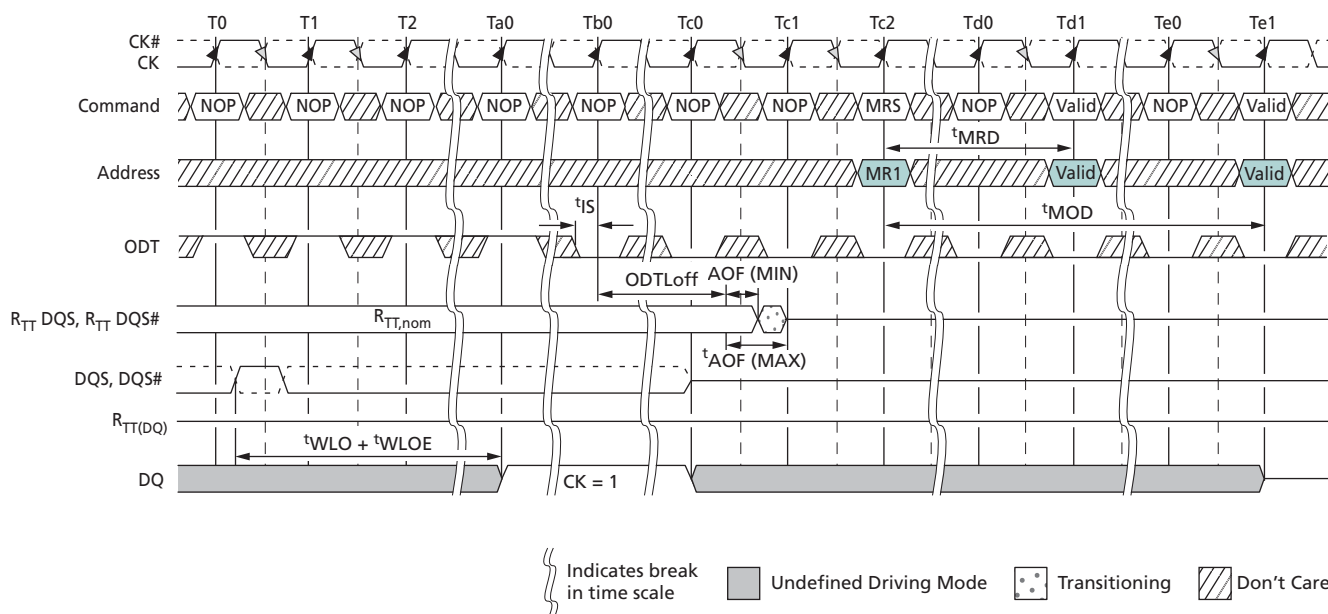 T0 T1 T2 Ta0 Tb0 Tc0 Tc1 Tc2 Td0 Td1 Te0 Te1
CK#
CK
Command NOP NOP NOP NOP NOP NOP NOP MRS NOP Valid NOP Valid
tMRD
Address MR1 Valid Valid
tIS tMOD
ODT
ODTLoff AOF (MIN)
RTT DQS, RTT DQS# RTT,nom
tAOF (MAX)
DQS, DQS#
RTT(DQ)
tWLO + tWLOE
DQ CK = 1
Indicates break
in time scale
Undefined Driving Mode Transitioning Don't Care